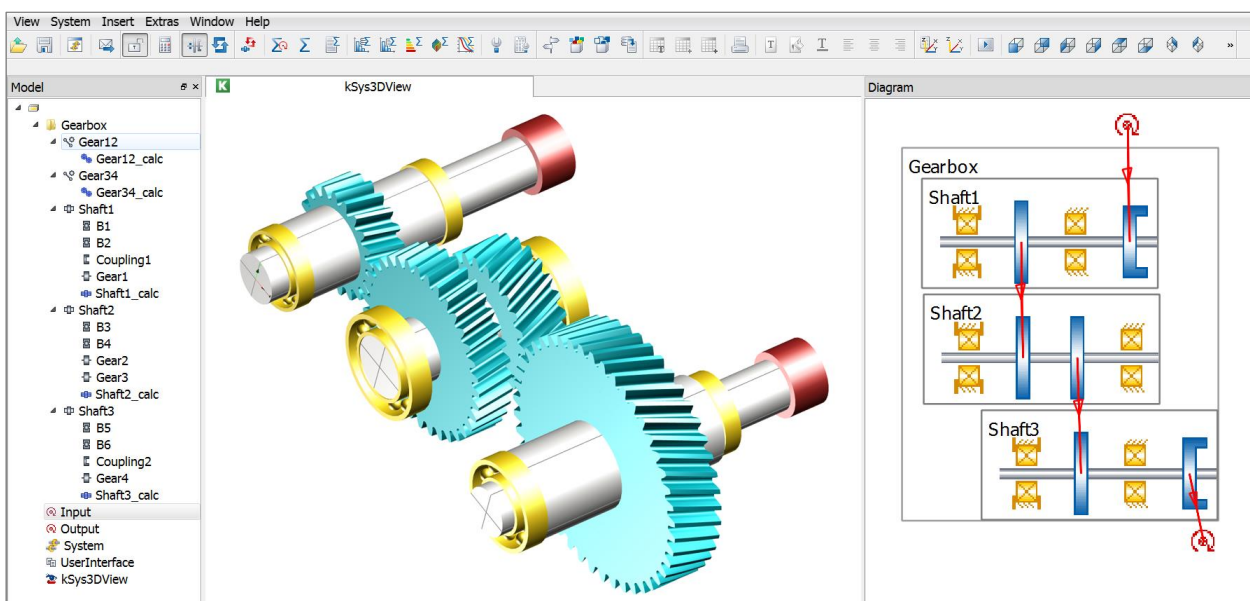 View System Insert Extras Window Help
Model
K kSys3DView
Diagram
Gearbox
Gear12
Gear12_calc
Gear34
Gear34_calc
Shaft1
B1
B2
Coupling1
Gear1
Shaft1_calc
Shaft2
B3
B4
Gear2
Gear3
Shaft2_calc
Shaft3
B5
B6
Coupling2
Gear4
Shaft3_calc
Input
Output
System
UserInterface
kSys3DView
Gearbox
Shaft1
Shaft2
Shaft3